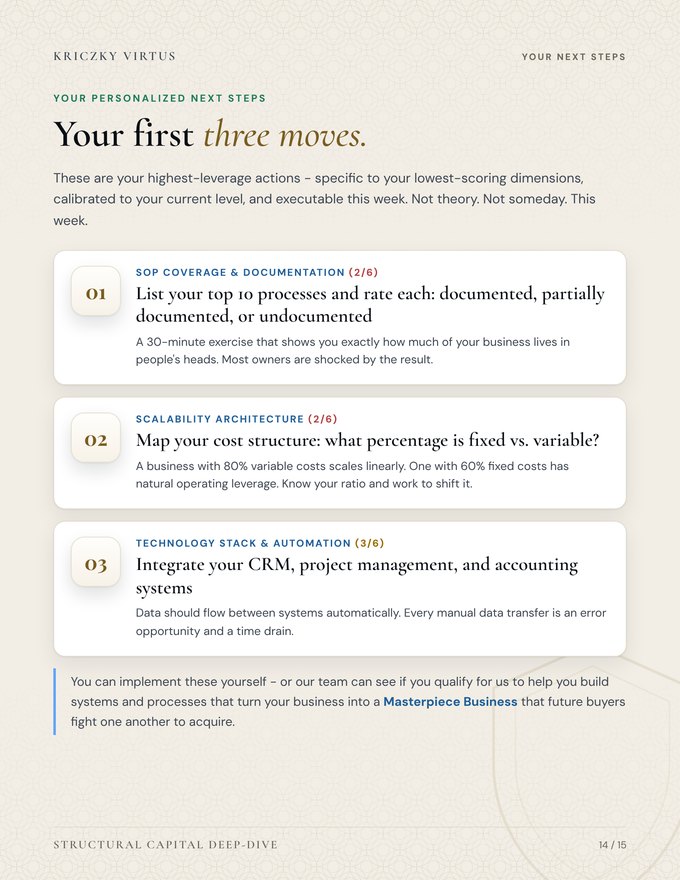 KRICZKY VIRTUS
YOUR NEXT STEPS
YOUR PERSONALIZED NEXT STEPS
Your first three moves.
These are your highest-leverage actions - specific to your lowest-scoring dimensions,
calibrated to your current level, and executable this week. Not theory. Not someday. This
week.
01
SOP COVERAGE & DOCUMENTATION (2/6)
List your top 10 processes and rate each: documented, partially
documented, or undocumented
A 30-minute exercise that shows you exactly how much of your business lives in
people's heads. Most owners are shocked by the result.
02
SCALABILITY ARCHITECTURE (2/6)
Map your cost structure: what percentage is fixed vs. variable?
A business with 80% variable costs scales linearly. One with 60% fixed costs has
natural operating leverage. Know your ratio and work to shift it.
03
TECHNOLOGY STACK & AUTOMATION (3/6)
Integrate your CRM, project management, and accounting
systems
Data should flow between systems automatically. Every manual data transfer is an error
opportunity and a time drain.
You can implement these yourself - or our team can see if you qualify for us to help you build
systems and processes that turn your business into a Masterpiece Business that future buyers
fight one another to acquire.
STRUCTURAL CAPITAL DEEP-DIVE
14 / 15